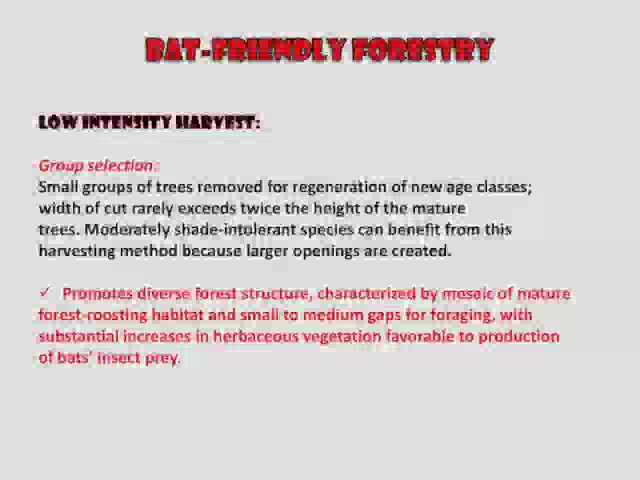 BAT-FRIENDLY FORESTRY
LOW INTENSITY HARVEST:
Group selection:
Small groups of trees removed for regeneration of new age classes;
width of cut rarely exceeds twice the height of the mature
trees. Moderately shade-intolerant species can benefit from this
harvesting method because larger openings are created.
✓ Promotes diverse forest structure, characterized by mosaic of mature
forest-roosting habitat and small to medium gaps for foraging, with
substantial increases in herbaceous vegetation favorable to production
of bats' insect prey.